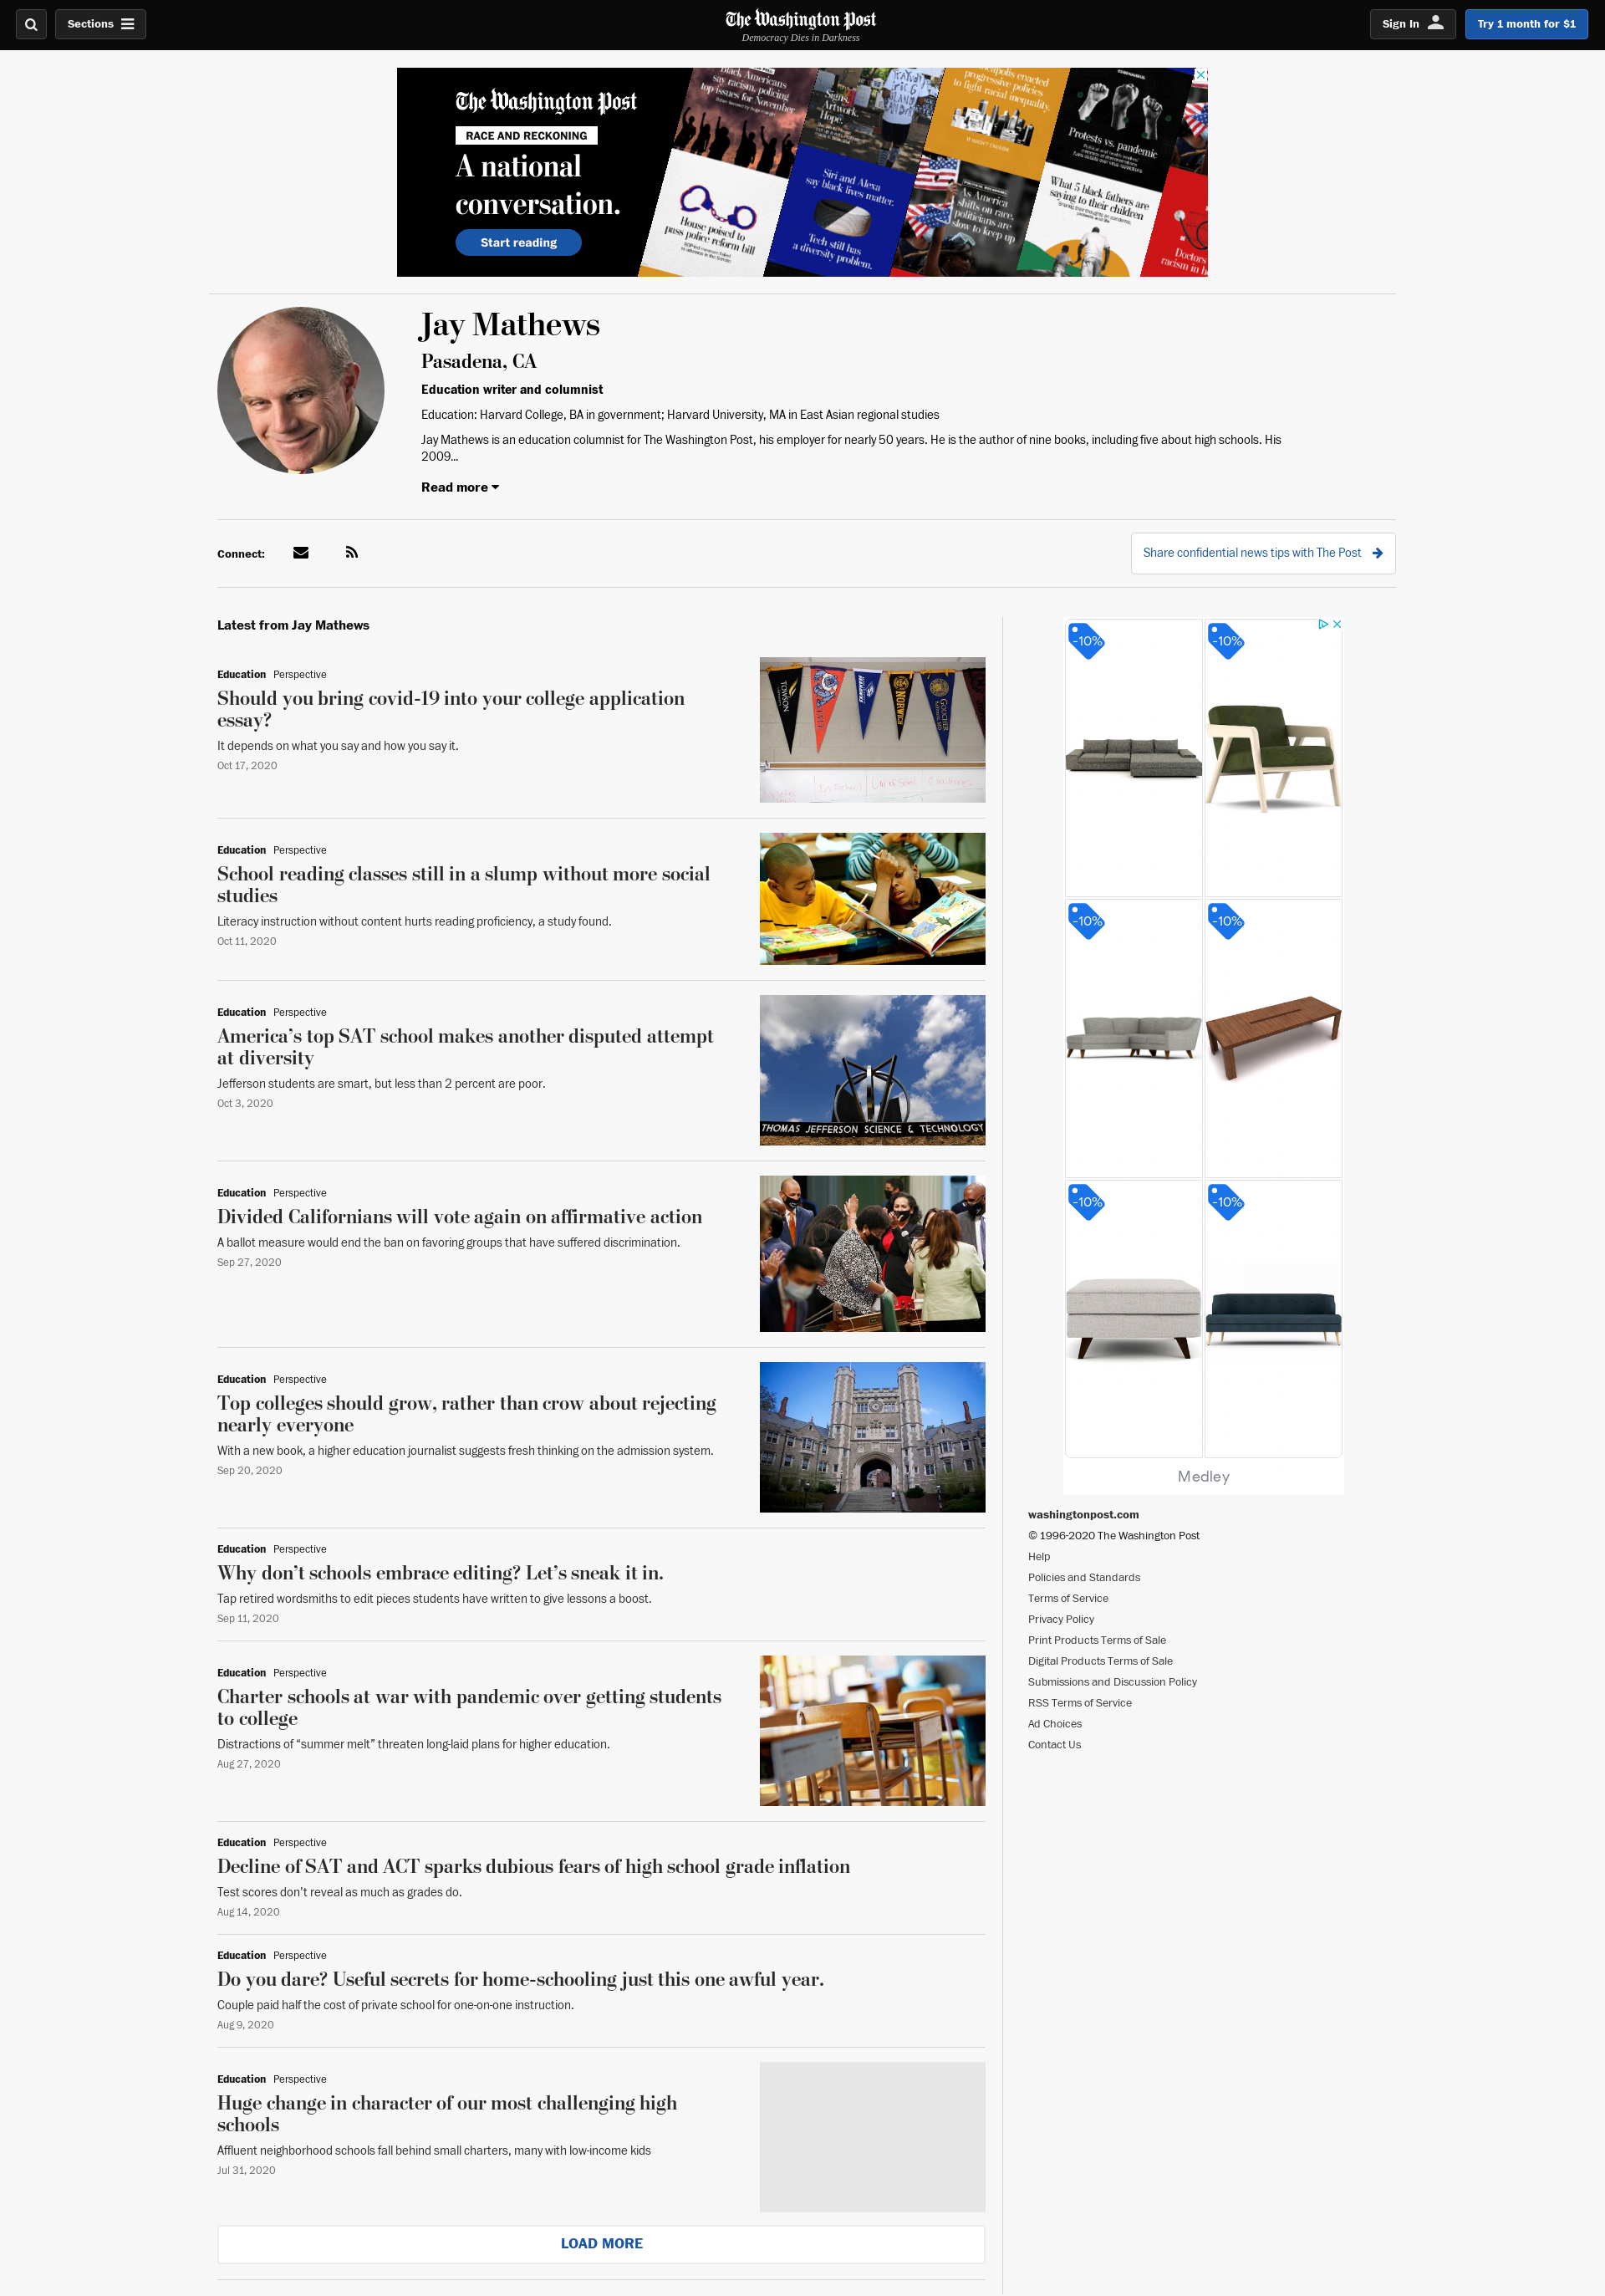 Sections
The Washington Post
Democracy Dies in Darkness
Sign In
Try 1 month for $1
The Washington Post
RACE AND RECKONING
A national
conversation.
Start reading
black Americans
say racism, policing
top issues for November
Signs.
Artwork.
Hope.
progressive policies
to fight racial inequality.
Protests vs. pandemic
House poised to
pass police reform bill
Siri and Alexa
say black lives matter.
Tech still has
a diversity problem.
As America
shifts on race,
politicians are
slow to keep up
What 5 black fathers are
saying to their children
Doctors
racism in
Jay Mathews
Pasadena, CA
Education writer and columnist
Education: Harvard College, BA in government; Harvard University, MA in East Asian regional studies
Jay Mathews is an education columnist for The Washington Post, his employer for nearly 50 years. He is the author of nine books, including five about high schools. His
2009...
Read more
Connect:
Share confidential news tips with The Post
Latest from Jay Mathews
Education Perspective
Should you bring covid-19 into your college application
essay?
It depends on what you say and how you say it.
Oct 17, 2020
TOWSON
NORWICH
GOUCHER
Education Perspective
School reading classes still in a slump without more social
studies
Literacy instruction without content hurts reading proficiency, a study found.
Oct 11, 2020
Education Perspective
America’s top SAT school makes another disputed attempt
at diversity
Jefferson students are smart, but less than 2 percent are poor.
Oct 3, 2020
THOMAS JEFFERSON SCIENCE & TECHNOLOGY
Education Perspective
Divided Californians will vote again on affirmative action
A ballot measure would end the ban on favoring groups that have suffered discrimination.
Sep 27, 2020
Education Perspective
Top colleges should grow, rather than crow about rejecting
nearly everyone
With a new book, a higher education journalist suggests fresh thinking on the admission system.
Sep 20, 2020
Education Perspective
Why don’t schools embrace editing? Let’s sneak it in.
Tap retired wordsmiths to edit pieces students have written to give lessons a boost.
Sep 11, 2020
Education Perspective
Charter schools at war with pandemic over getting students
to college
Distractions of “summer melt” threaten long-laid plans for higher education.
Aug 27, 2020
Education Perspective
Decline of SAT and ACT sparks dubious fears of high school grade inflation
Test scores don’t reveal as much as grades do.
Aug 14, 2020
Education Perspective
Do you dare? Useful secrets for home-schooling just this one awful year.
Couple paid half the cost of private school for one-on-one instruction.
Aug 9, 2020
Education Perspective
Huge change in character of our most challenging high
schools
Affluent neighborhood schools fall behind small charters, many with low-income kids
Jul 31, 2020
LOAD MORE
-10%
-10%
-10%
-10%
-10%
-10%
Medley
washingtonpost.com
© 1996-2020 The Washington Post
Help
Policies and Standards
Terms of Service
Privacy Policy
Print Products Terms of Sale
Digital Products Terms of Sale
Submissions and Discussion Policy
RSS Terms of Service
Ad Choices
Contact Us